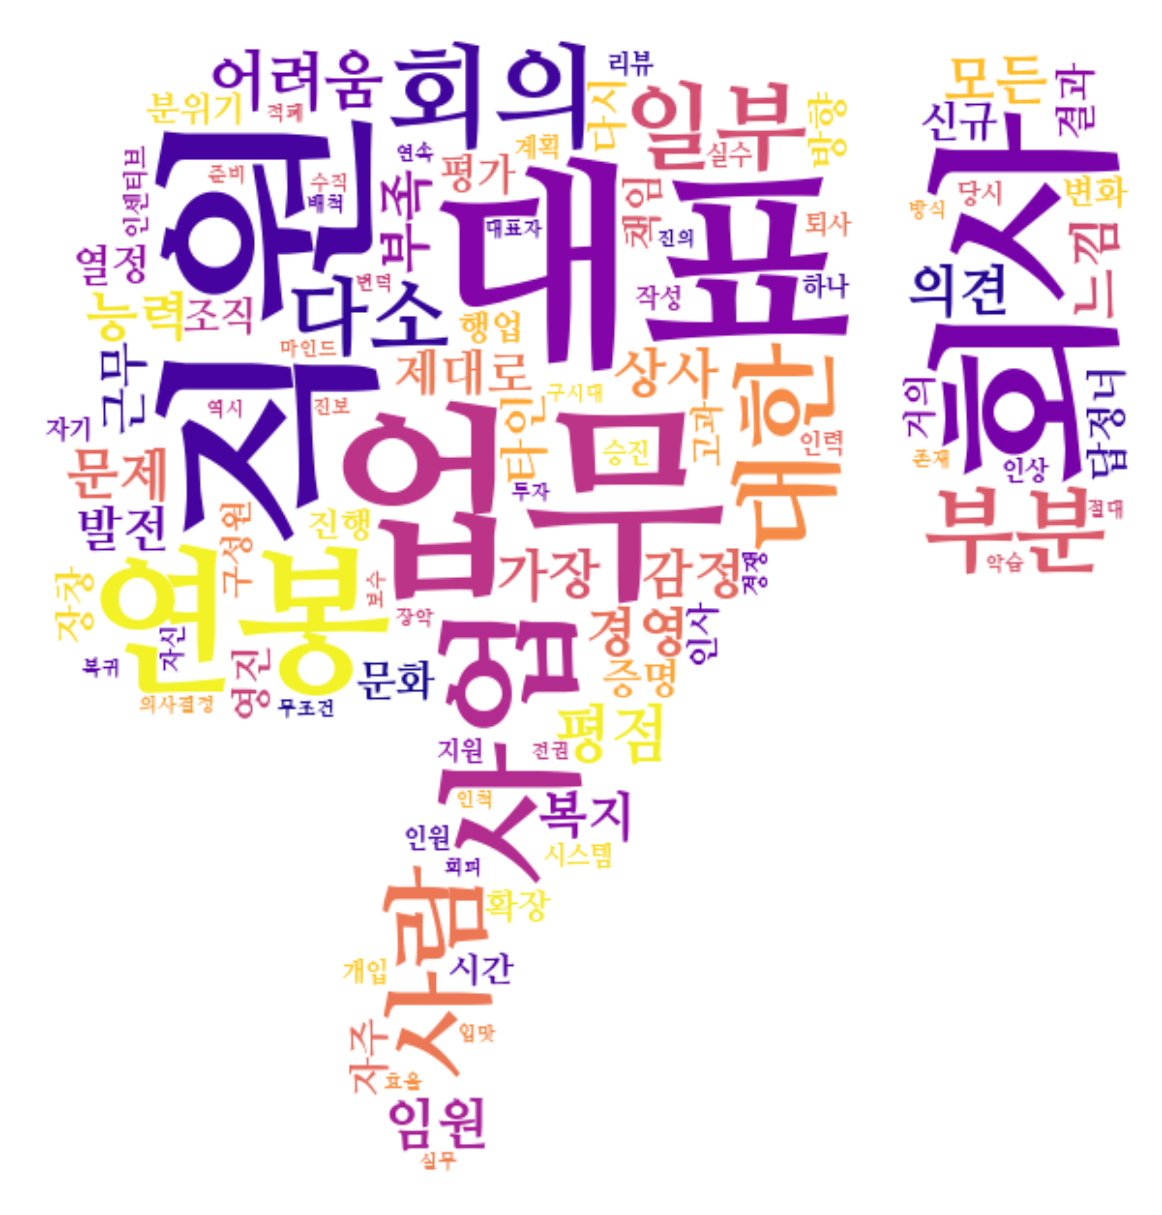 어려움
회의
리뷰
모든
결과
분위기
적폐
다시
일부
방향
신규
회사
직원
연속
계획
인센티브
준비
수직
배척
부족
평가
실수
당시
변화
방식
대표
대표자
책임
진의
퇴사
열정
변덕
느낌
의견
능력
조직
다소
행업
작성
하나
마인드
근무
제대로
상사
대한
역시
진보
구시대
거의
답정너
자기
타인
고과
승진
인력
존재
인상
문제
업무
투자
부분
절대
발전
구성원
진행
가장
감정
경쟁
학습
장창
연봉
보수
장악
자신
경영
인사
복귀
영진
문화
증명
의사결정
무조건
사업
평점
지원
전권
인척
복지
인원
시스템
회피
사람
확장
개입
시간
자주
입맛
효율
임원
실무